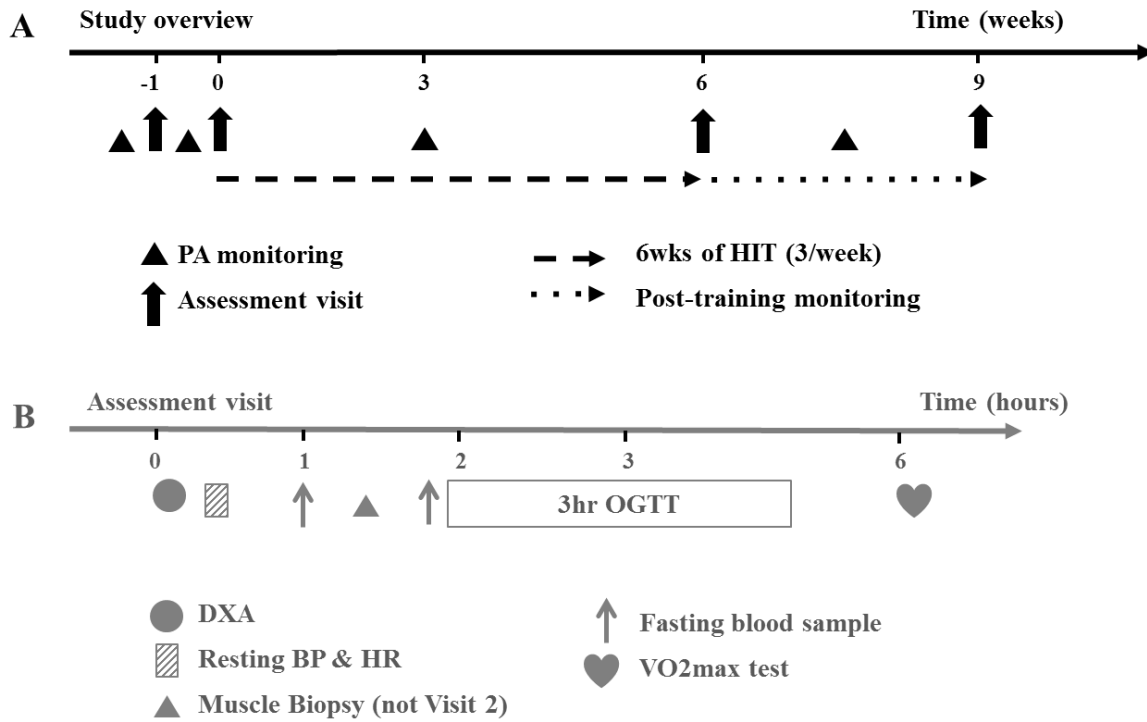 A
Study overview
Time (weeks)
-1 0 3 6 9
PA monitoring
6wks of HIT (3/week)
Assessment visit
Post-training monitoring
B
Assessment visit
Time (hours)
0 1 2 3 6
3hr OGTT
DXA
Fasting blood sample
Resting BP & HR
VO2max test
Muscle Biopsy (not Visit 2)